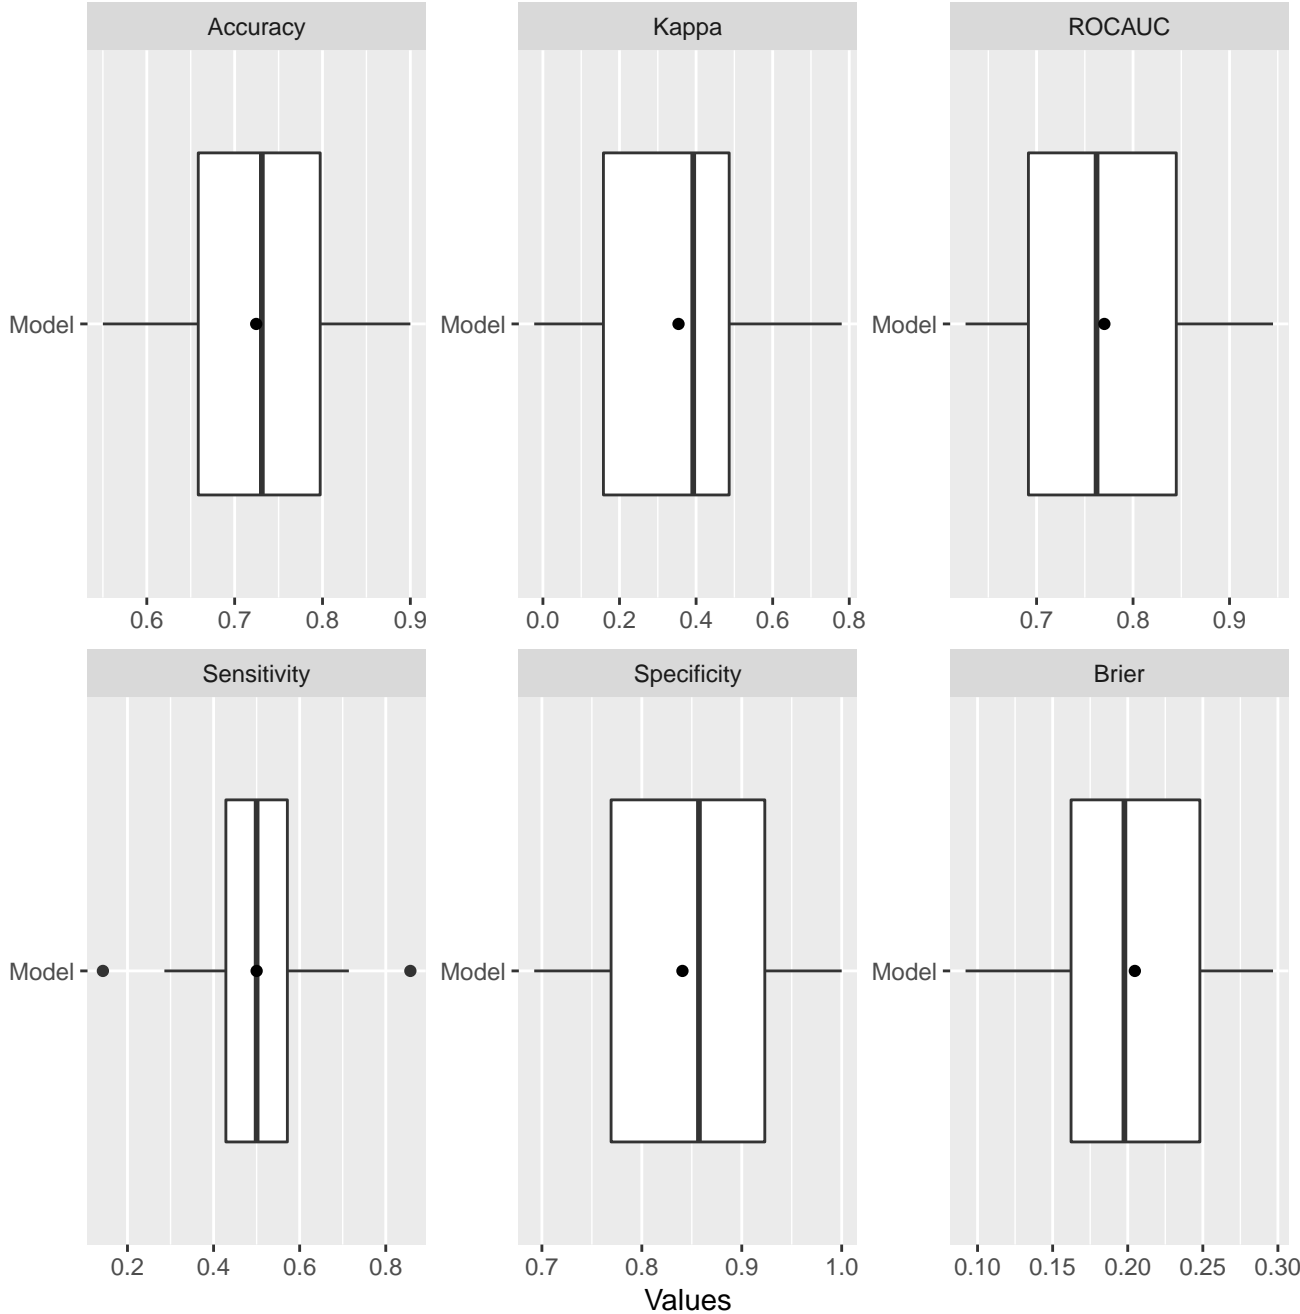 Accuracy Kappa ROCAUC
Model Model Model
0.6 0.7 0.8 0.9 0.0 0.2 0.4 0.6 0.8 0.7 0.8 0.9
Sensitivity Specificity Brier
Model Model Model
0.2 0.4 0.6 0.8 0.7 0.8 0.9 1.0 0.10 0.15 0.20 0.25 0.30
Values